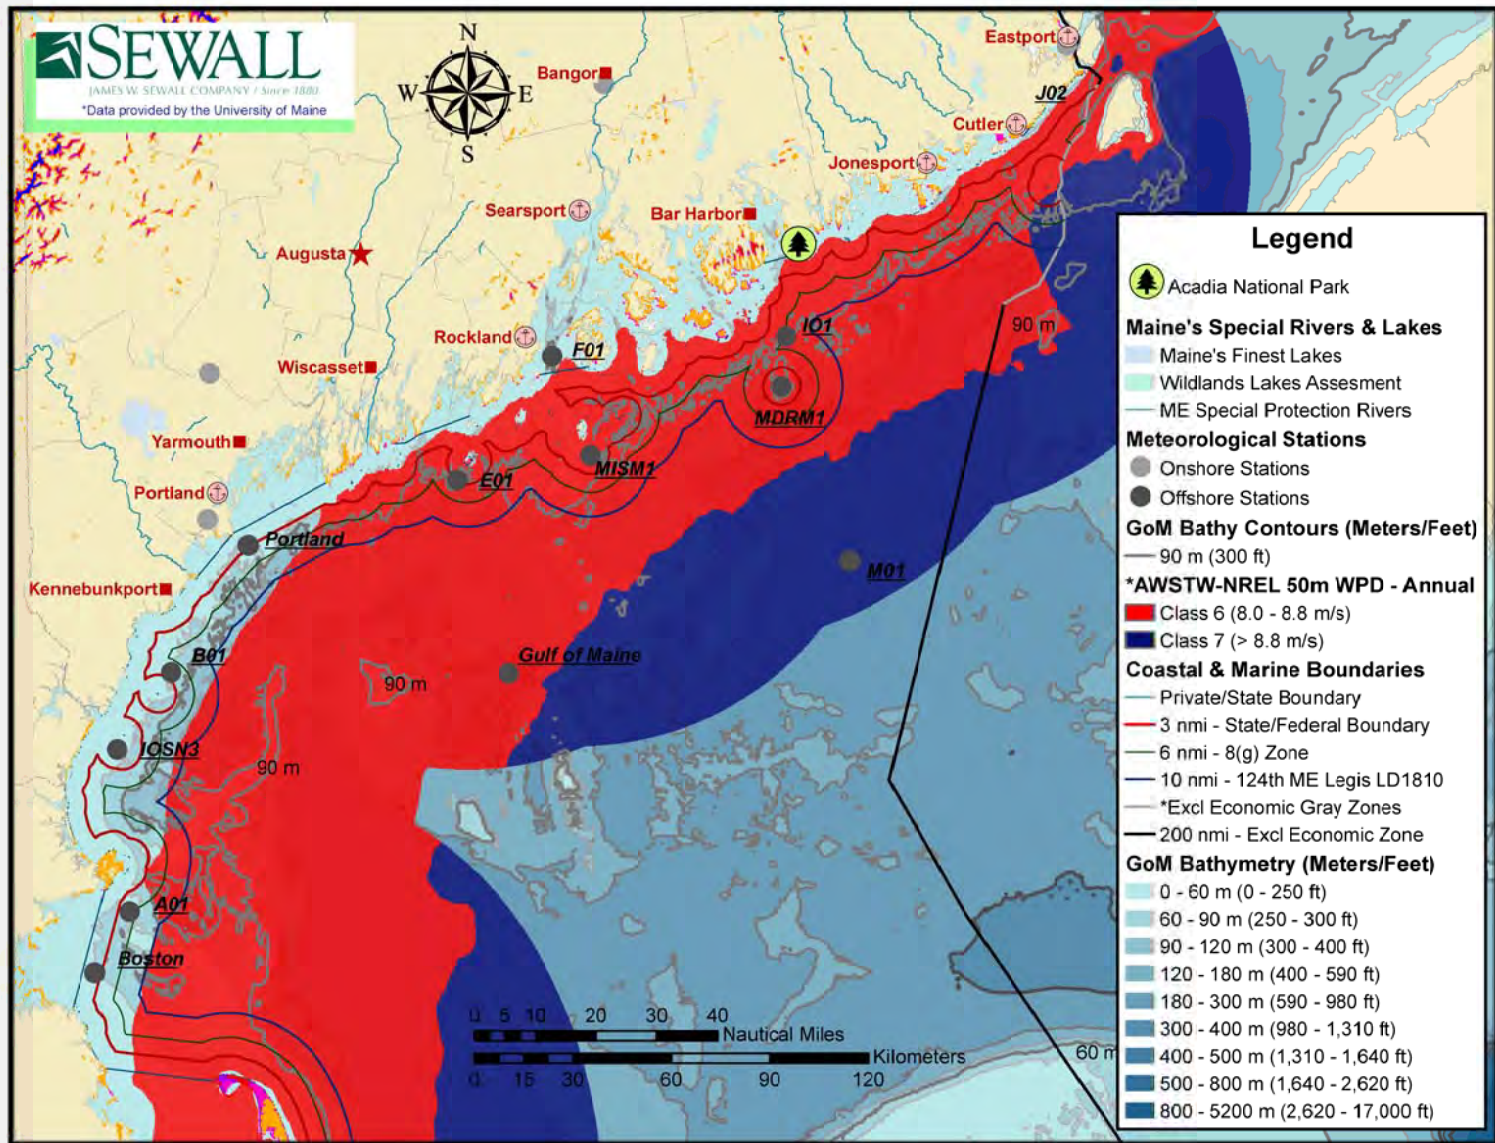 SEWALL
JAMES W. SEWALL COMPANY / Since 1880
*Data provided by the University of Maine
N
W
E
S
Bangor
Eastport
J02
Cutler
Jonesport
Searsport
Bar Harbor
Augusta
Rockland
F01
IO1
90 m
Wiscasset
MDRM1
Yarmouth
MISM1
E01
Portland
Portland
M01
Kennebunkport
B01
Gulf of Maine
90 m
IOSN3
90 m
A01
Boston
0 5 10 20 30 40
Nautical Miles
Kilometers
0 15 30 60 90 120
60 m
Legend
Acadia National Park
Maine's Special Rivers & Lakes
Maine's Finest Lakes
Wildlands Lakes Assesment
ME Special Protection Rivers
Meteorological Stations
Onshore Stations
Offshore Stations
GoM Bathy Contours (Meters/Feet)
90 m (300 ft)
*AWSTW-NREL 50m WPD - Annual
Class 6 (8.0 - 8.8 m/s)
Class 7 (> 8.8 m/s)
Coastal & Marine Boundaries
Private/State Boundary
3 nmi - State/Federal Boundary
6 nmi - 8(g) Zone
10 nmi - 124th ME Legis LD1810
*Excl Economic Gray Zones
200 nmi - Excl Economic Zone
GoM Bathymetry (Meters/Feet)
0 - 60 m (0 - 250 ft)
60 - 90 m (250 - 300 ft)
90 - 120 m (300 - 400 ft)
120 - 180 m (400 - 590 ft)
180 - 300 m (590 - 980 ft)
300 - 400 m (980 - 1,310 ft)
400 - 500 m (1,310 - 1,640 ft)
500 - 800 m (1,640 - 2,620 ft)
800 - 5200 m (2,620 - 17,000 ft)